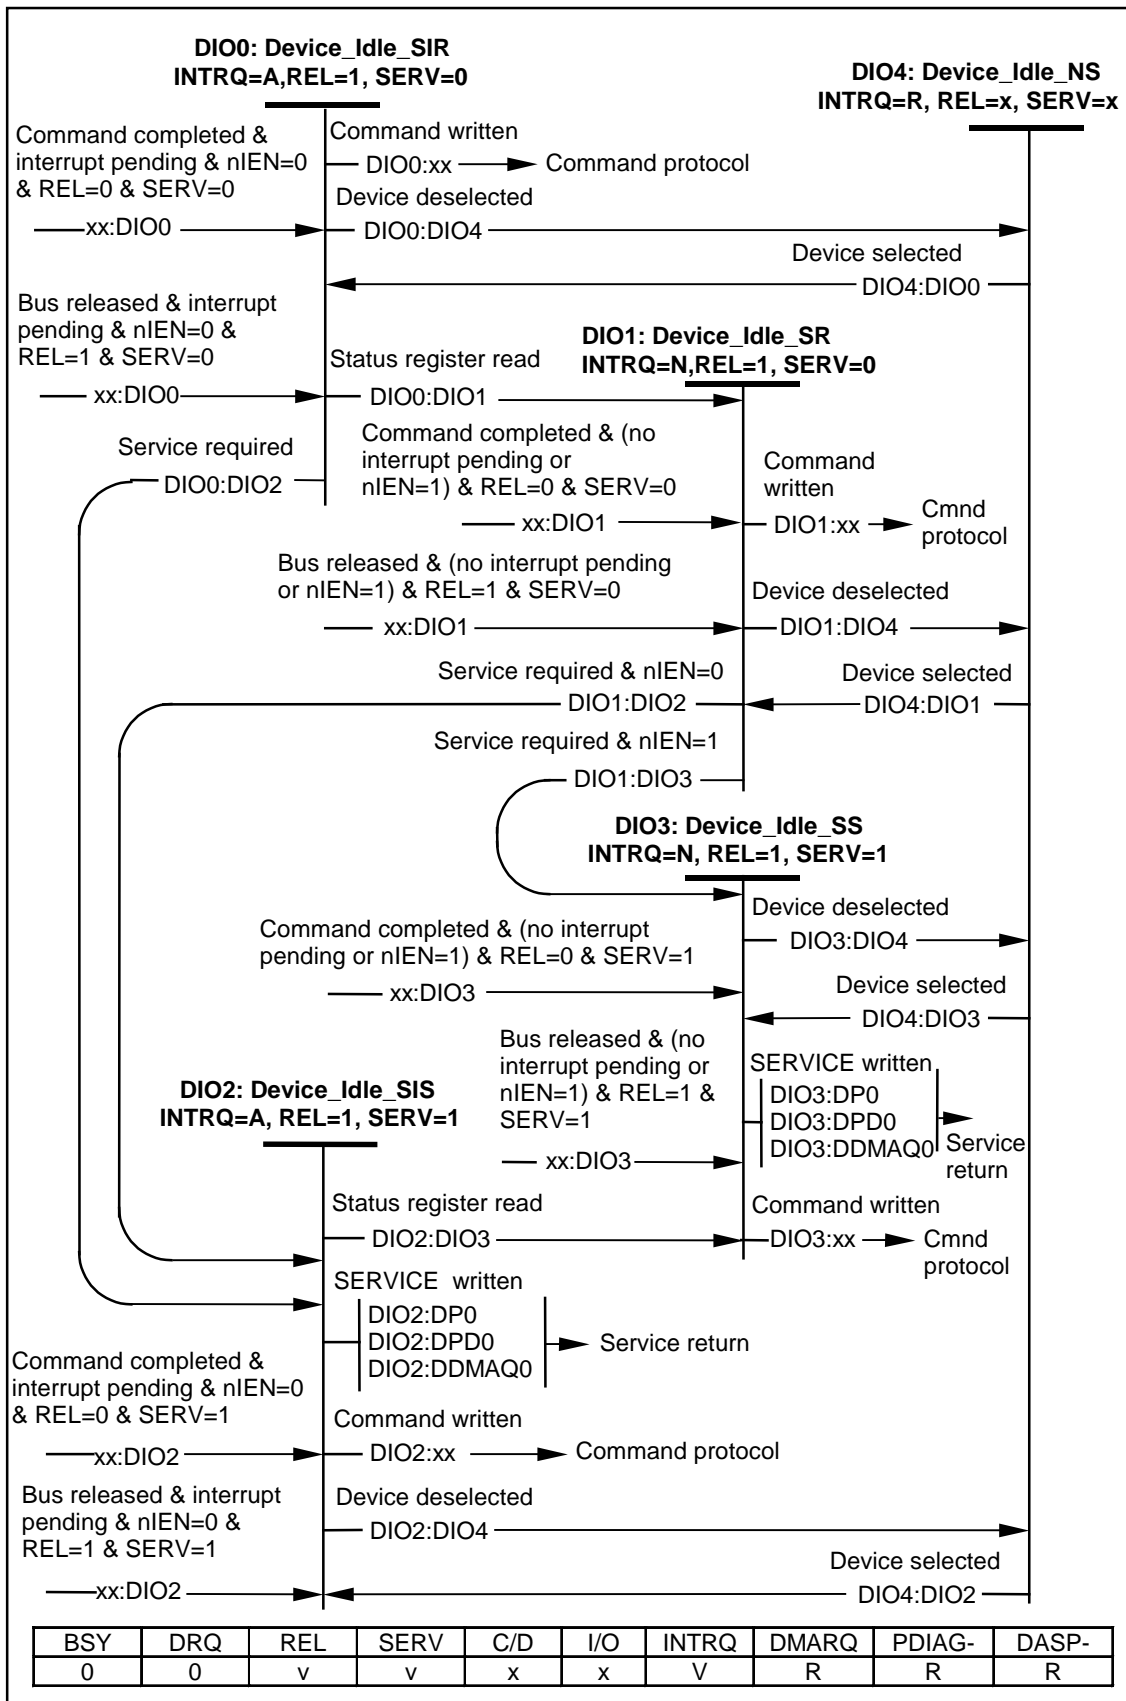 DIO0: Device_Idle_SIR
INTRQ=A,REL=1, SERV=0
DIO4: Device_Idle_NS
INTRQ=R, REL=x, SERV=x
Command completed &
interrupt pending & nIEN=0
& REL=0 & SERV=0
xx:DIO0
Command written
DIO0:xx
Command protocol
Device deselected
DIO0:DIO4
Device selected
DIO4:DIO0
Bus released & interrupt
pending & nIEN=0 &
REL=1 & SERV=0
xx:DIO0
DIO1: Device_Idle_SR
INTRQ=N,REL=1, SERV=0
Status register read
DIO0:DIO1
Service required
DIO0:DIO2
Command completed & (no
interrupt pending or
nIEN=1) & REL=0 & SERV=0
xx:DIO1
Command
written
DIO1:xx
Cmnd
protocol
Bus released & (no interrupt pending
or nIEN=1) & REL=1 & SERV=0
xx:DIO1
Device deselected
DIO1:DIO4
Service required & nIEN=0
DIO1:DIO2
Device selected
DIO4:DIO1
Service required & nIEN=1
DIO1:DIO3
DIO3: Device_Idle_SS
INTRQ=N, REL=1, SERV=1
Device deselected
DIO3:DIO4
Command completed & (no interrupt
pending or nIEN=1) & REL=0 & SERV=1
xx:DIO3
Device selected
DIO4:DIO3
Bus released & (no
interrupt pending or
nIEN=1) & REL=1 &
SERV=1
xx:DIO3
SERVICE written
DIO3:DP0
DIO3:DPD0
DIO3:DDMAQ0
Service
return
DIO2: Device_Idle_SIS
INTRQ=A, REL=1, SERV=1
Status register read
DIO2:DIO3
Command written
DIO3:xx
Cmnd
protocol
SERVICE written
DIO2:DP0
DIO2:DPD0
DIO2:DDMAQ0
Service return
Command completed &
interrupt pending & nIEN=0
& REL=0 & SERV=1
xx:DIO2
Command written
DIO2:xx
Command protocol
Bus released & interrupt
pending & nIEN=0 &
REL=1 & SERV=1
xx:DIO2
Device deselected
DIO2:DIO4
Device selected
DIO4:DIO2
BSY DRQ REL SERV C/D I/O INTRQ DMARQ PDIAG- DASP-
0 0 v v x x V R R R